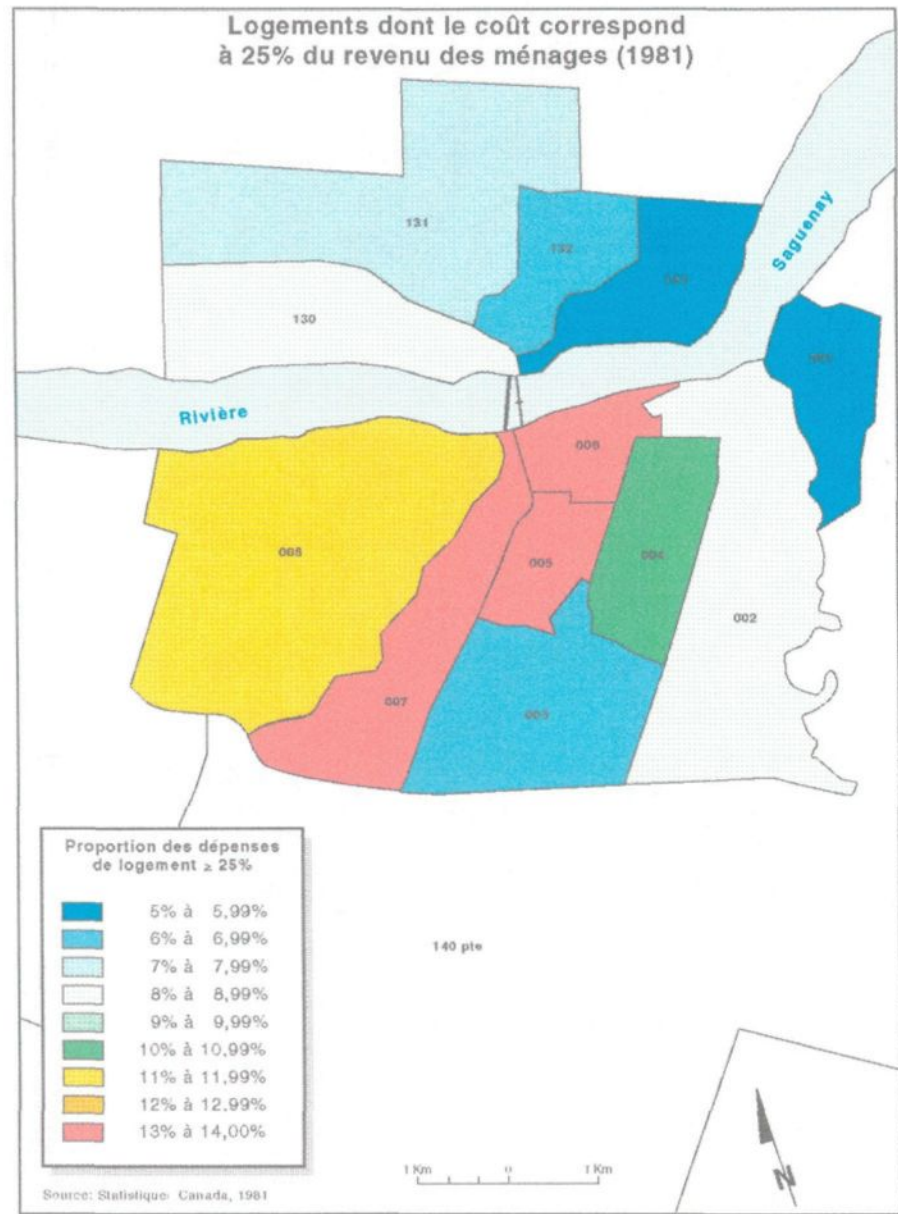 Logements dont le coût correspond
à 25% du revenu des ménages (1981)
Saguenay
131
132
130
Rivière
006
008
005
004
002
007
003
Proportion des dépenses
de logement ≥ 25%
5% à 5,99%
6% à 6,99%
7% à 7,99%
8% à 8,99%
9% à 9,99%
10% à 10,99%
11% à 11,99%
12% à 12.99%
13% à 14,00%
140 pte
1 Km 0 1 Km
N
Source: Statistique Canada, 1981